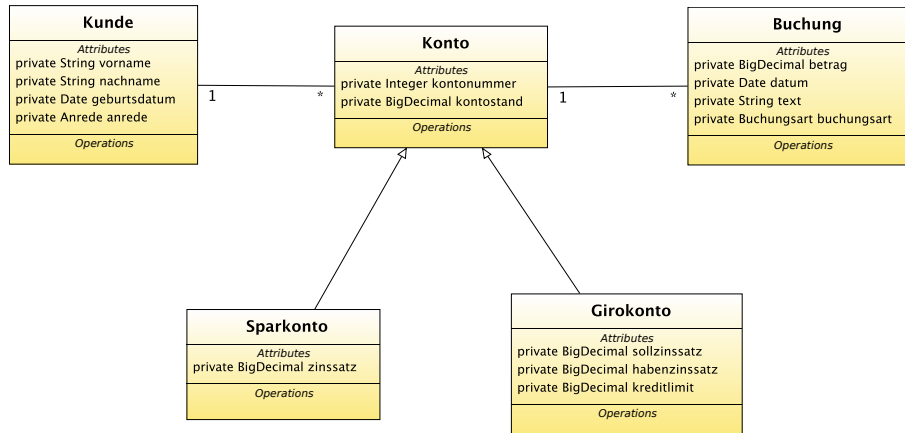 Kunde
Attributes
private String vorname
private String nachname
private Date geburtsdatum
private Anrede anrede
Operations
1
*
Konto
Attributes
private Integer kontonummer
private BigDecimal kontostand
Operations
1
*
Buchung
Attributes
private BigDecimal betrag
private Date datum
private String text
private Buchungsart buchungsart
Operations
Sparkonto
Attributes
private BigDecimal zinssatz
Operations
Girokonto
Attributes
private BigDecimal sollzinssatz
private BigDecimal habenzinssatz
private BigDecimal kreditlimit
Operations